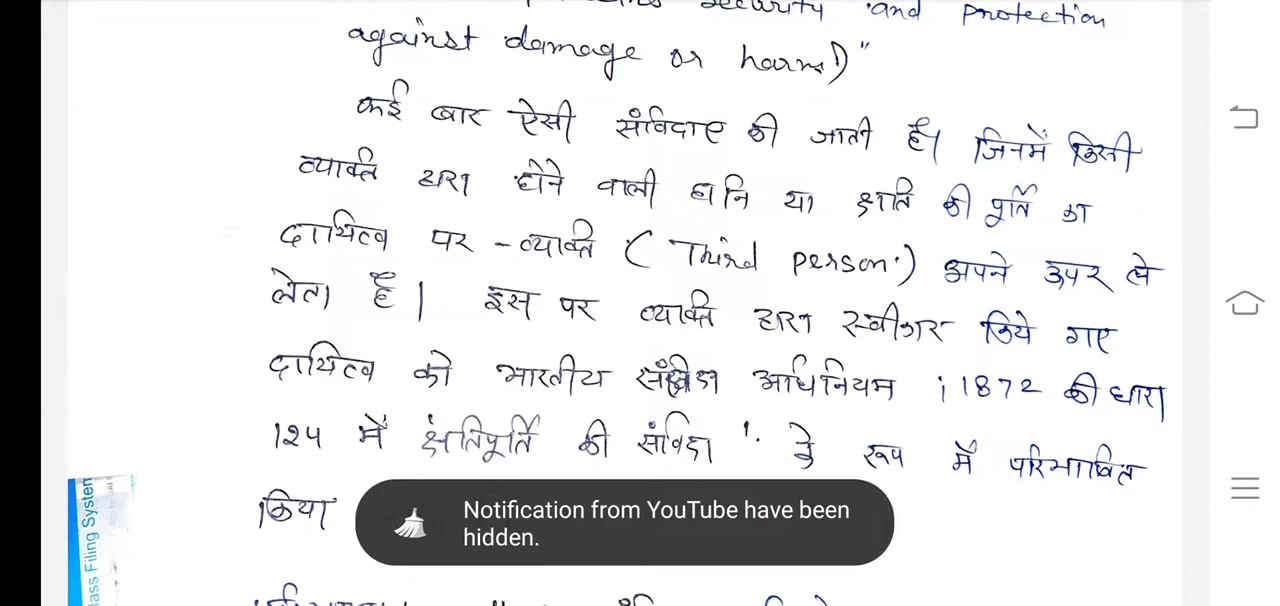 security and protection
against damage or harm)"
कई बार ऐसी संविदाए की जाती है। जिनमें किसी
व्यक्ति द्वारा होने वाली हानि या क्षति की पूर्ति का
दायित्व पर-व्यक्ति (Third person.) अपने ऊपर ले
लेता है। इस पर व्यक्ति द्वारा स्वीकार किये गए
दायित्व को भारतीय संविदा अधिनियम, 1872 की धारा
124 में क्षतिपूर्ति की संविदा '. के रूप में परिभाषित
किया
Notification from YouTube have been
hidden.
lass Filing System